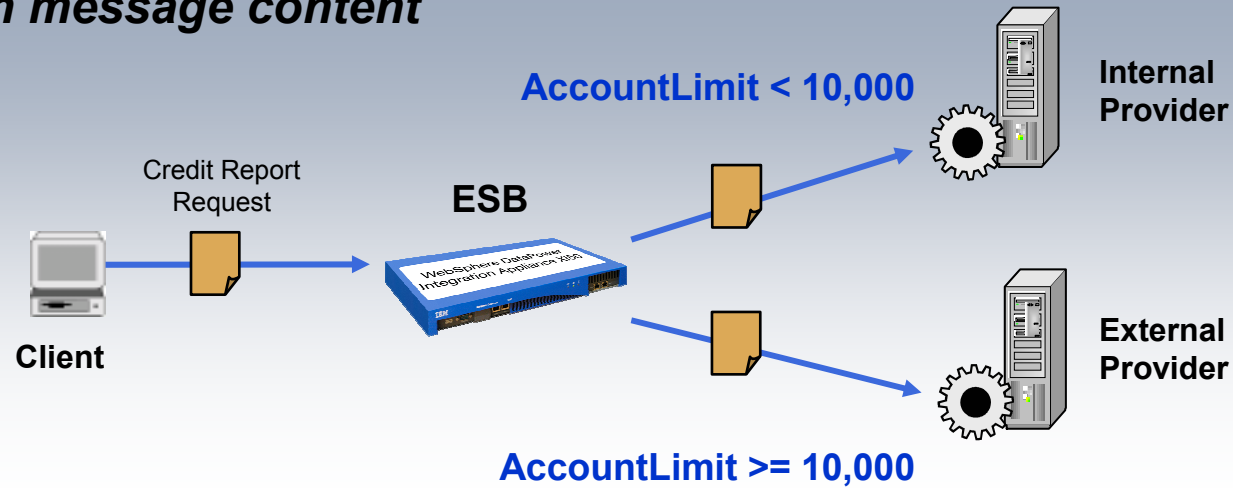 message content
AccountLimit < 10,000
Internal
Provider
Credit Report
Request
ESB
WebSphere DataPower
Integration Appliance XI50
IBM
Client
External
Provider
AccountLimit >= 10,000